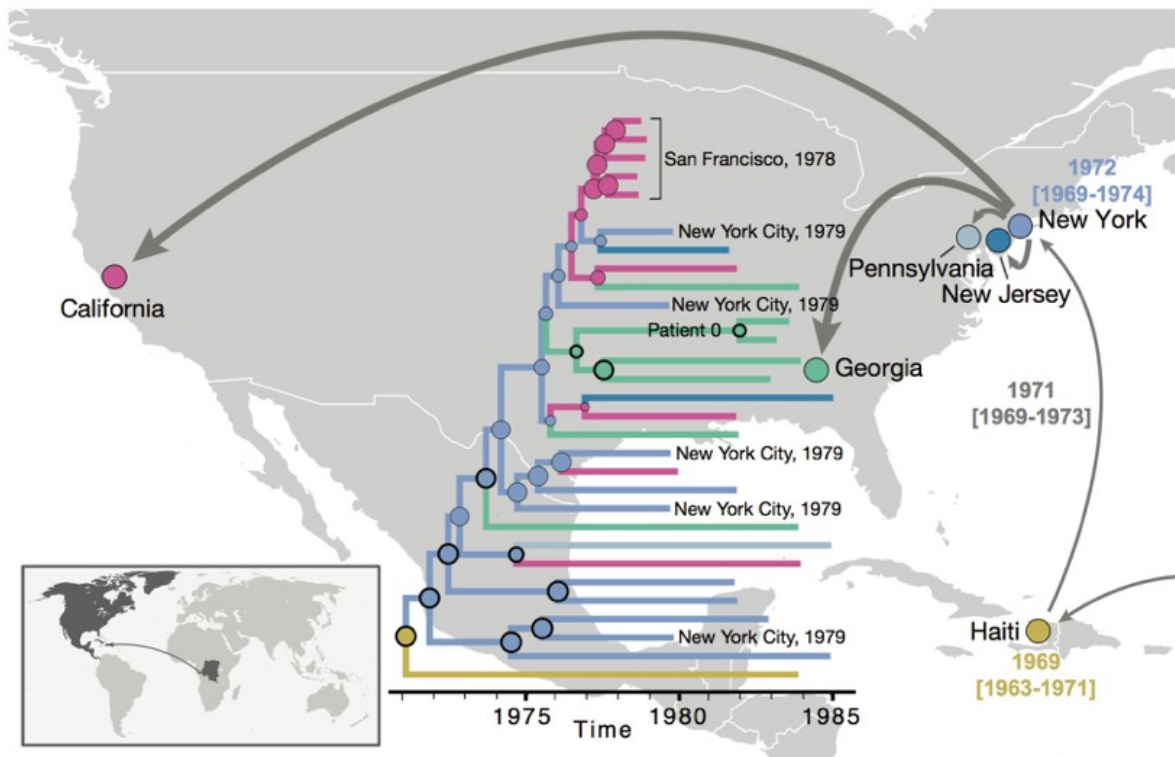 San Francisco, 1978
1972
[1969-1974]
New York City, 1979
New York
Pennsylvania
New Jersey
California
New York City, 1979
Patient 0
Georgia
1971
[1969-1973]
New York City, 1979
New York City, 1979
Haiti
New York City, 1979
1969
[1963-1971]
1975 1980 1985
Time